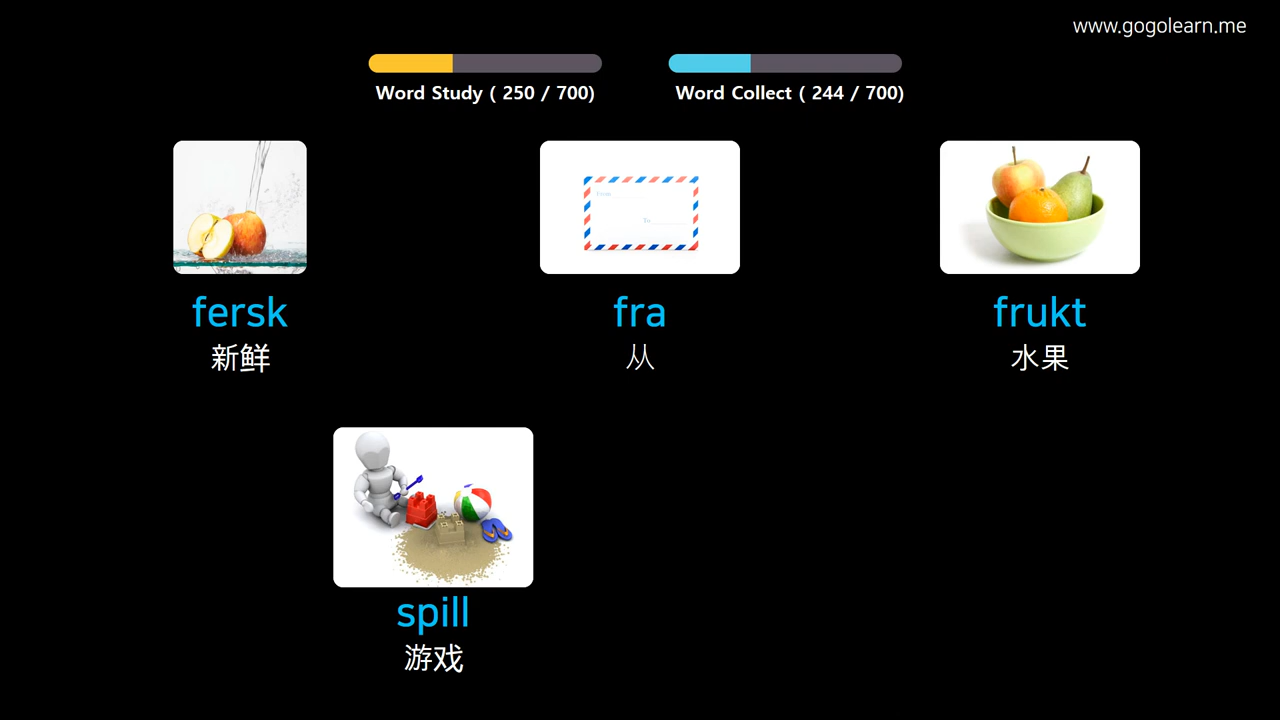 www.gogolearn.me
Word Study ( 250 / 700)
Word Collect ( 244 / 700)
fersk
新鲜
fra
从
frukt
水果
spill
游戏